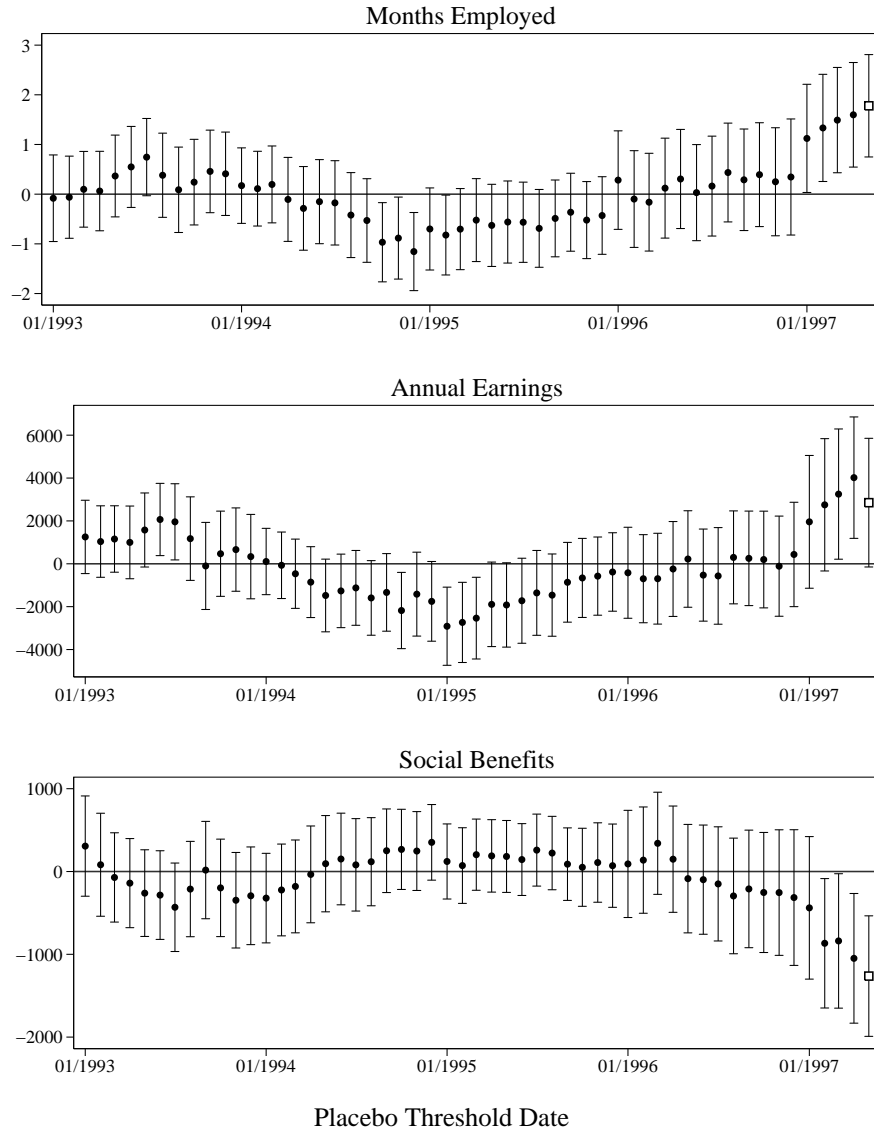 Months Employed
3
2
1
0
−1
−2
01/1993 01/1994 01/1995 01/1996 01/1997
Annual Earnings
6000
4000
2000
0
−2000
−4000
01/1993 01/1994 01/1995 01/1996 01/1997
Social Benefits
1000
0
−1000
−2000
01/1993 01/1994 01/1995 01/1996 01/1997
Placebo Threshold Date